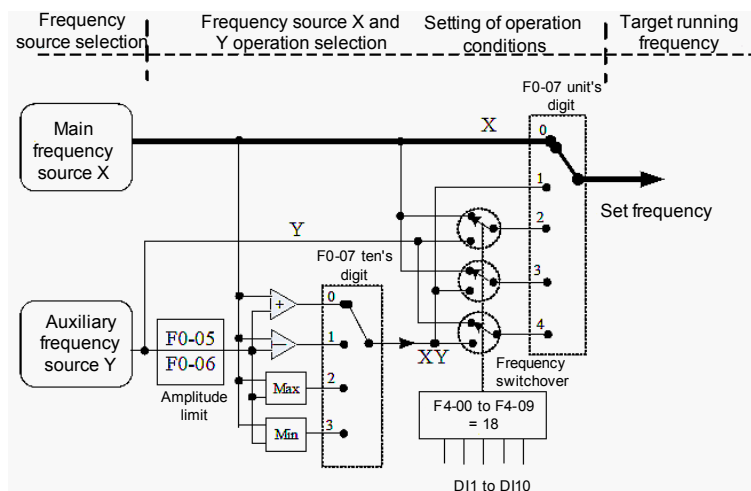 Frequency
source selection
Frequency source X and
Y operation selection
Setting of operation
conditions
Target running
frequency
F0-07 unit's
digit
Main
frequency
source X
X
0
1
2
3
4
Set frequency
Y
F0-07 ten's
digit
Auxiliary
frequency
source Y
F0-05
F0-06
Amplitude
limit
+
−
Max
Min
0
1
2
3
XY
Frequency
switchover
F4-00 to F4-09
= 18
DI1 to DI10